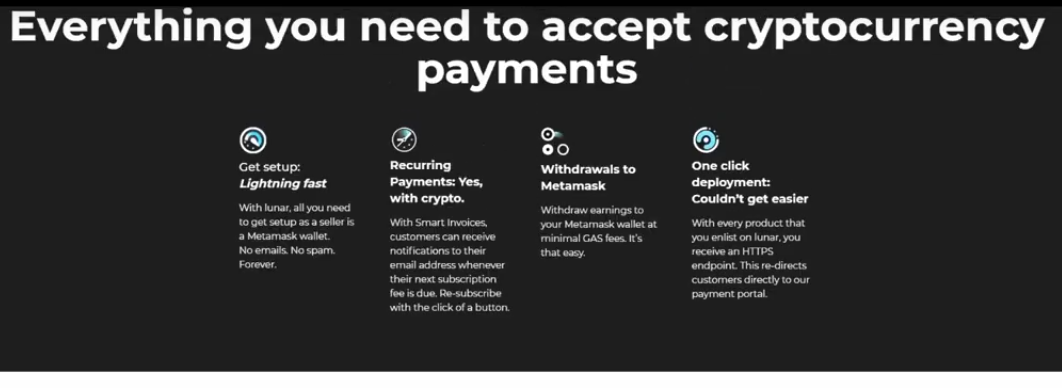 Everything you need to accept cryptocurrency
payments
Get setup:
Lightning fast
With lunar, all you need
to get setup as a seller is
a Metamask wallet.
No emails. No spam.
Forever.
Recurring
Payments: Yes,
with crypto.
With Smart Invoices,
customers can receive
notifications to their
email address whenever
their next subscription
fee is due. Re-subscribe
with the click of a button.
Withdrawals to
Metamask
Withdraw earnings to
your Metamask wallet at
minimal GAS fees. It's
that easy.
One click
deployment:
Couldn't get easier
With every product that
you enlist on lunar, you
receive an HTTPS
endpoint. This re-directs
customers directly to our
payment portal.